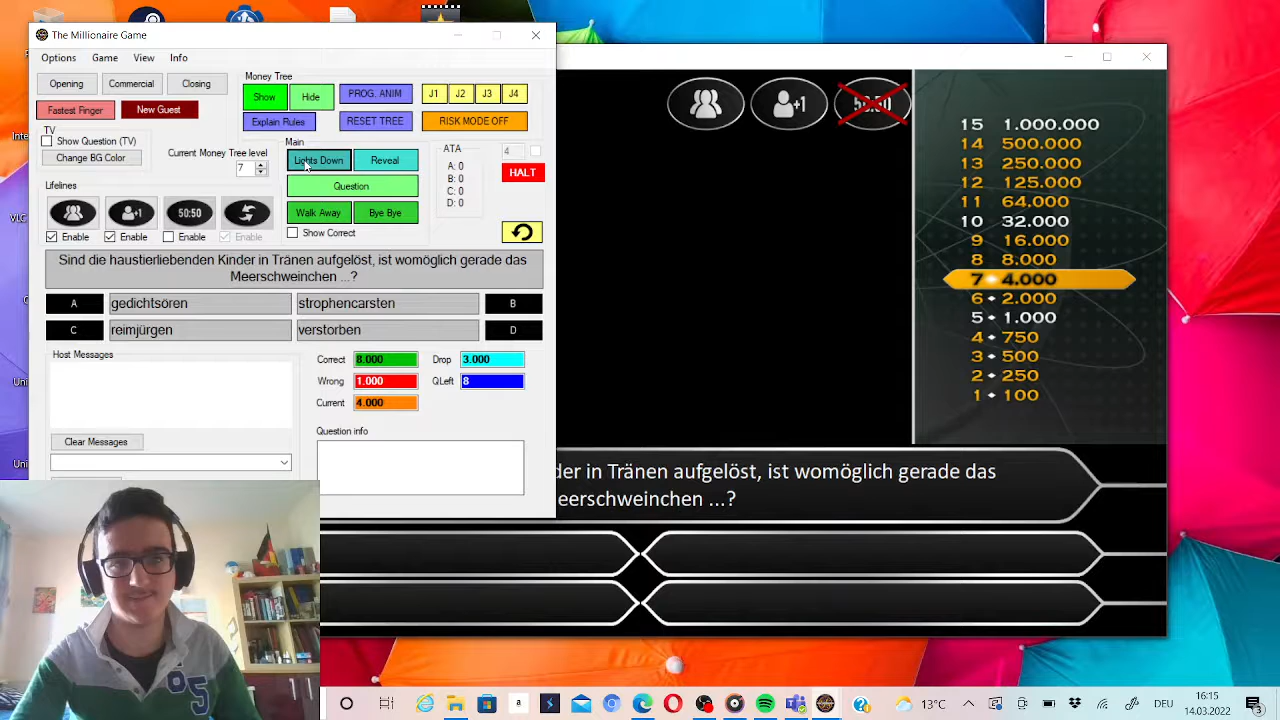 The Millionaire Game
Options Game View Info
Opening Commercial Closing
Fastest Finger New Guest
Money Tree
Show Hide PROG. ANIM J1 J2 J3 J4
Explain Rules RESET TREE RISK MODE OFF
TV
Show Question (TV)
Change BG Color
Current Money Tree level
7
Main
Lights Down Reveal
Question
Walk Away Bye Bye
Show Correct
ATA
A: 0
B: 0
C: 0
D: 0
4
HALT
Lifelines
+1 50:50
Enable Enable Enable Enable
Sind die haustierliebenden Kinder in Tränen aufgelöst, ist womöglich gerade das
Meerschweinchen ...?
A gedichtsören strophencarsten B
C reimjürgen verstorben D
Host Messages
Clear Messages
Correct 8.000 Drop 3.000
Wrong 1.000 QLeft 8
Current 4.000
Question info
+1 50:50
15 1.000.000
14 500.000
13 250.000
12 125.000
11 64.000
10 32.000
9 16.000
8 8.000
7 4.000
6 2.000
5 1.000
4 750
3 500
2 250
1 100
der in Tränen aufgelöst, ist womöglich gerade das
eerschweinchen ...?
13°C DEU 16:15
14.03.2022